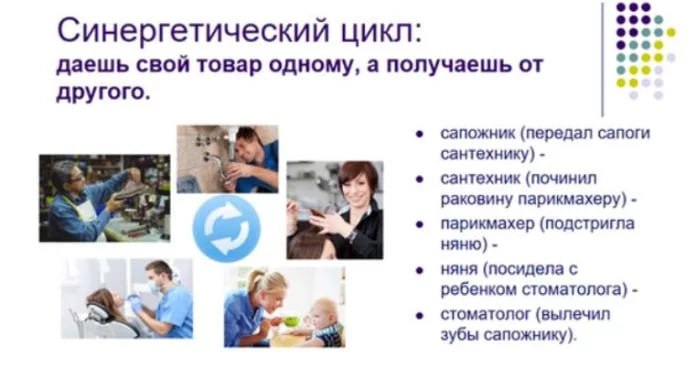 Синергетический цикл:
даешь свой товар одному, а получаешь от
другого.
сапожник (передал сапоги
сантехнику) -
сантехник (починил
раковину парикмахеру) -
парикмахер (подстригла
няню) -
няня (посидела с
ребенком стоматолога) -
стоматолог (вылечил
зубы сапожнику).